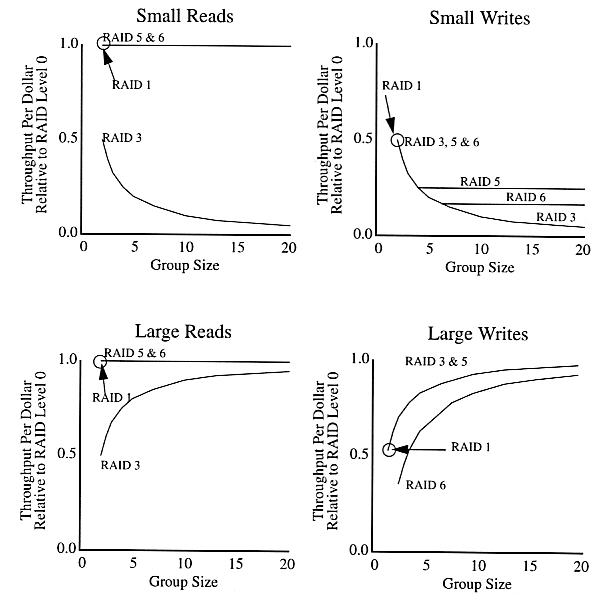 Small Reads
1.0
RAID 5 & 6
RAID 1
0.5
RAID 3
0.0
0 5 10 15 20
Group Size
Throughput Per Dollar
Relative to RAID Level 0
Small Writes
1.0
RAID 1
0.5
RAID 3, 5 & 6
RAID 5
RAID 6
RAID 3
0.0
0 5 10 15 20
Group Size
Throughput Per Dollar
Relative to RAID Level 0
Large Reads
1.0
RAID 5 & 6
RAID 1
0.5
RAID 3
0.0
0 5 10 15 20
Group Size
Throughput Per Dollar
Relative to RAID Level 0
Large Writes
1.0
RAID 3 & 5
0.5
RAID 1
RAID 6
0.0
0 5 10 15 20
Group Size
Throughput Per Dollar
Relative to RAID Level 0